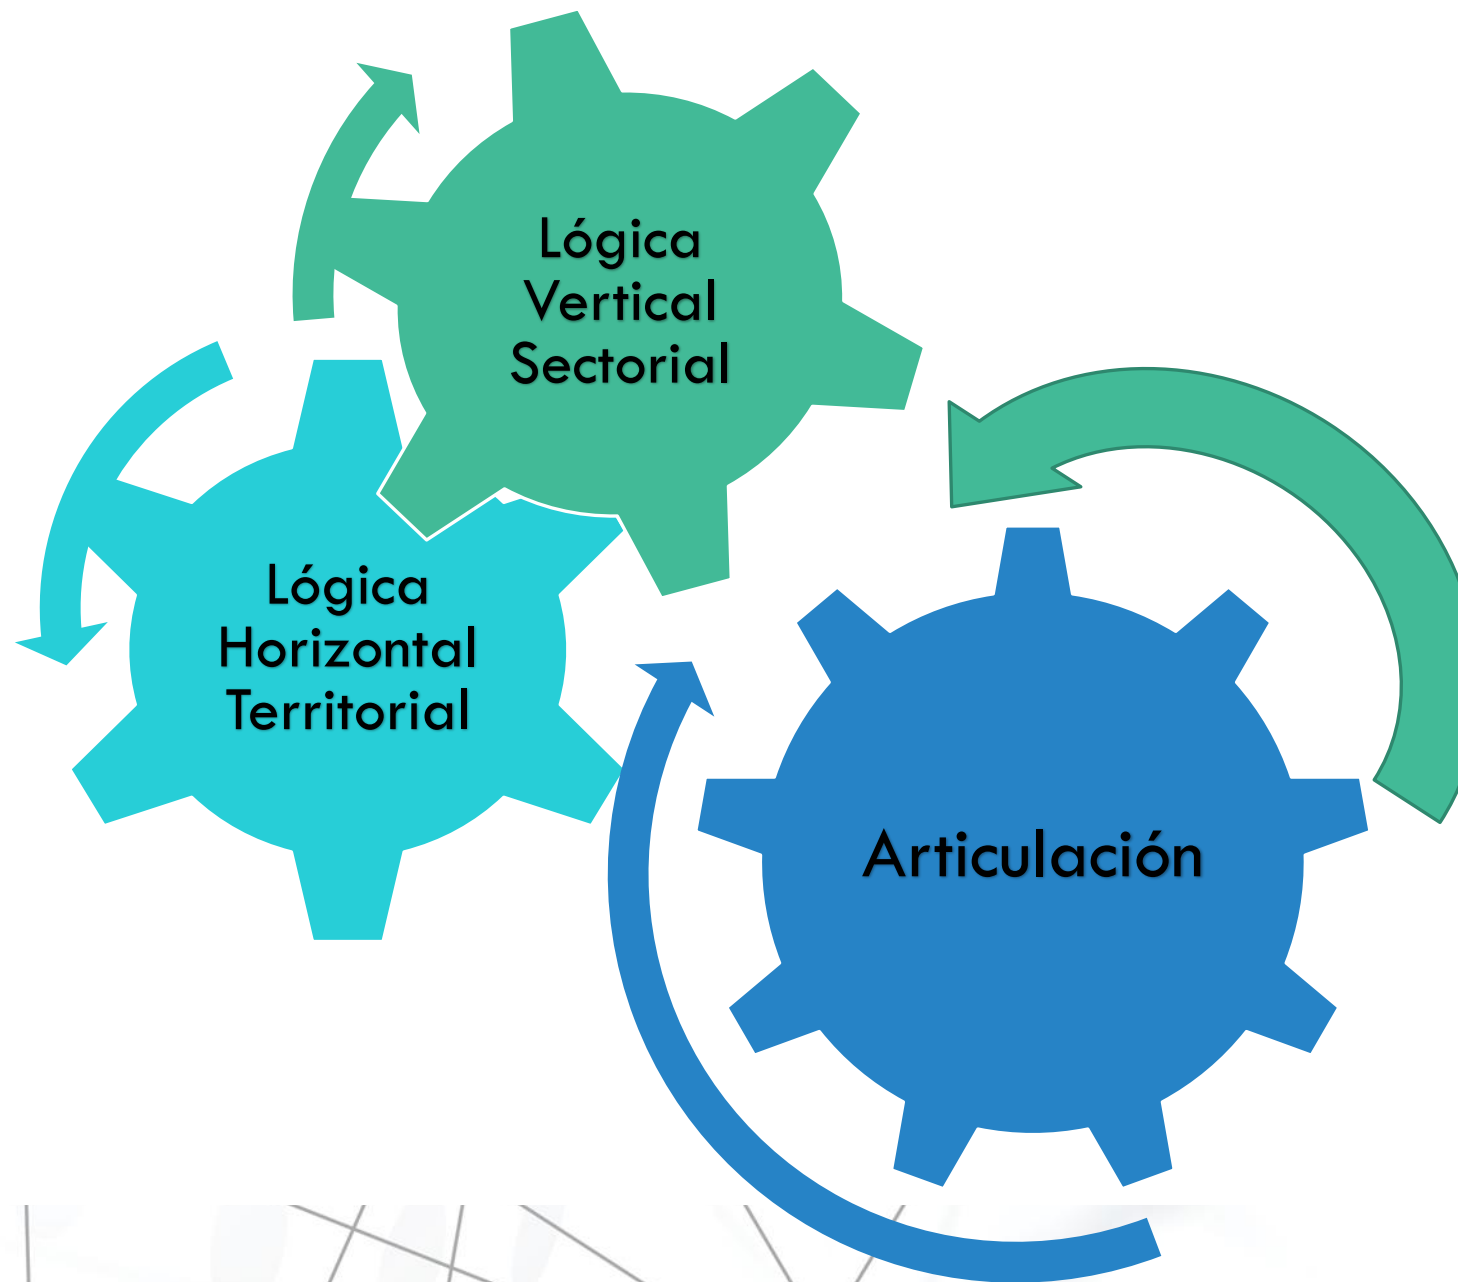 Lógica
Vertical
Sectorial
Lógica
Horizontal
Territorial
Articulación